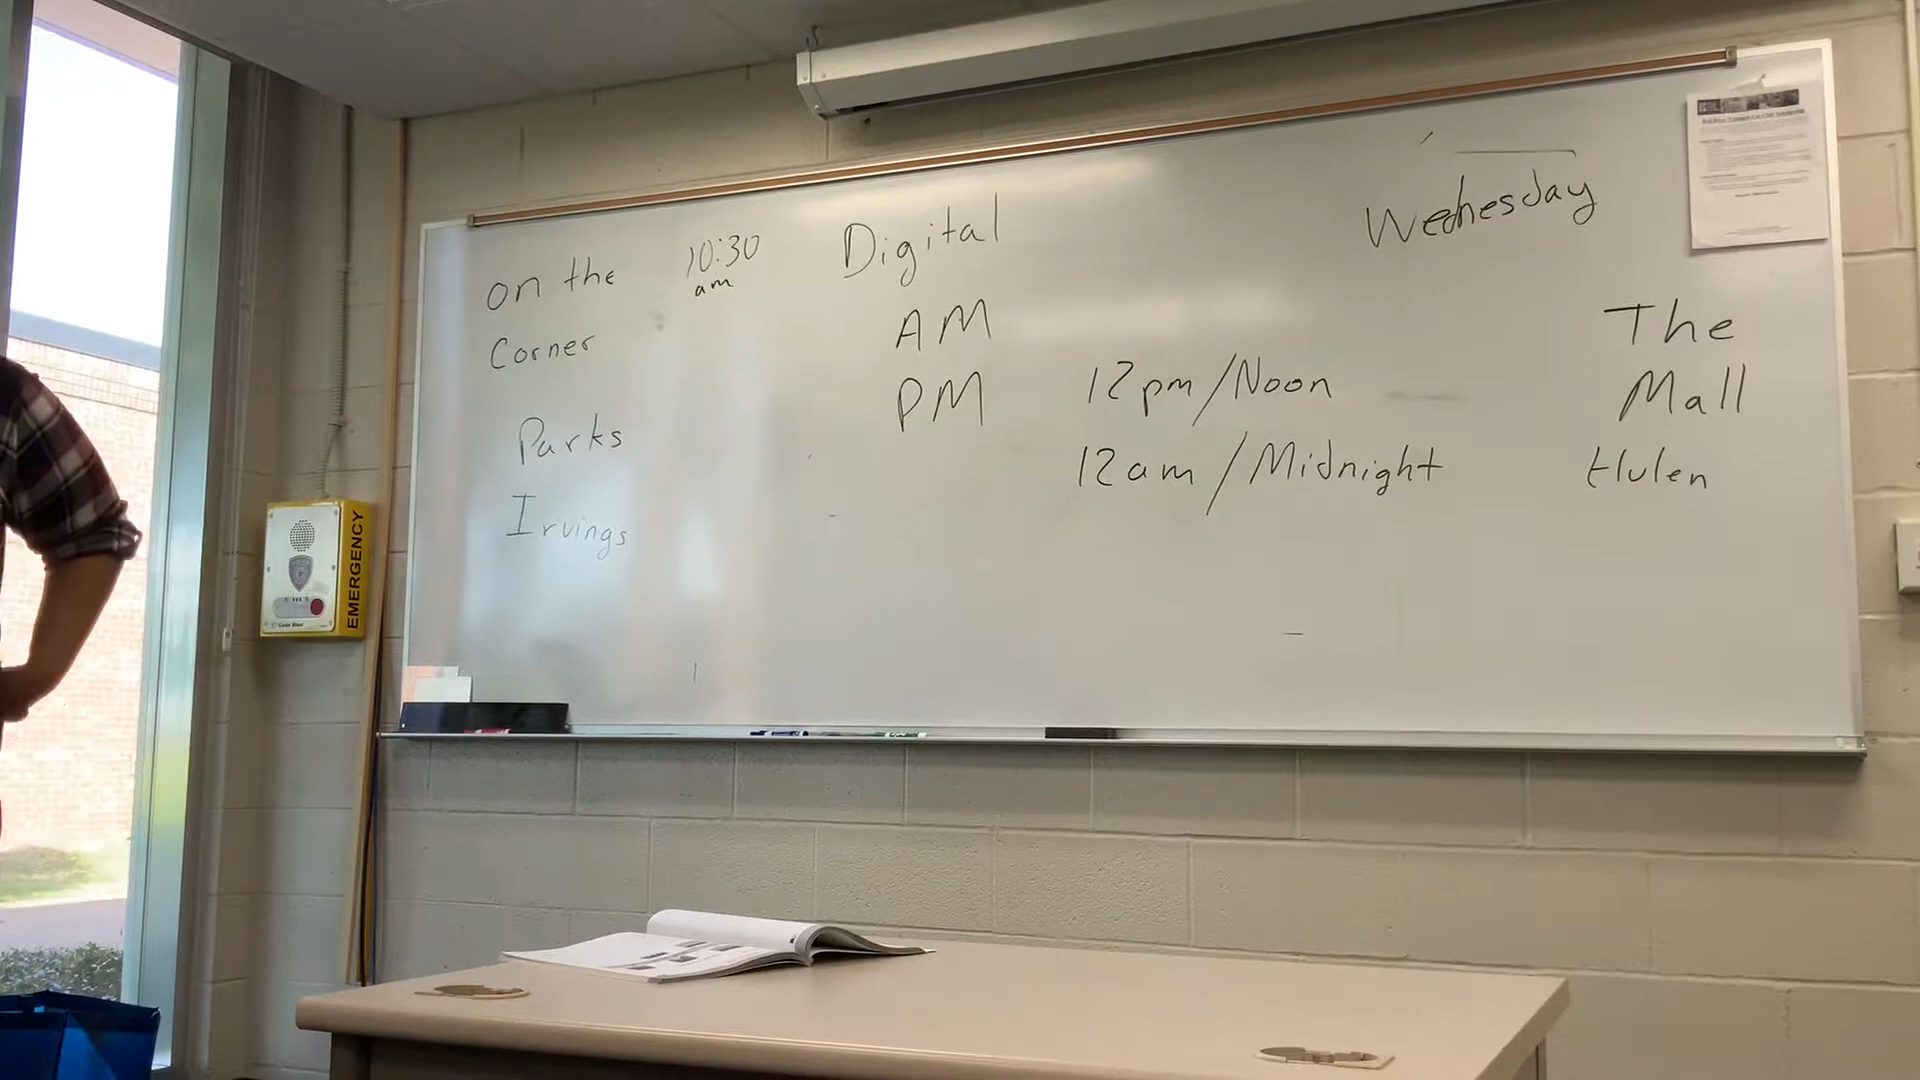 on the
Corner
Parks
Irvings
10:30
am
Digital
AM
PM
12pm/Noon
12am/Midnight
Wednesday
The
Mall
Hulen
EMERGENCY